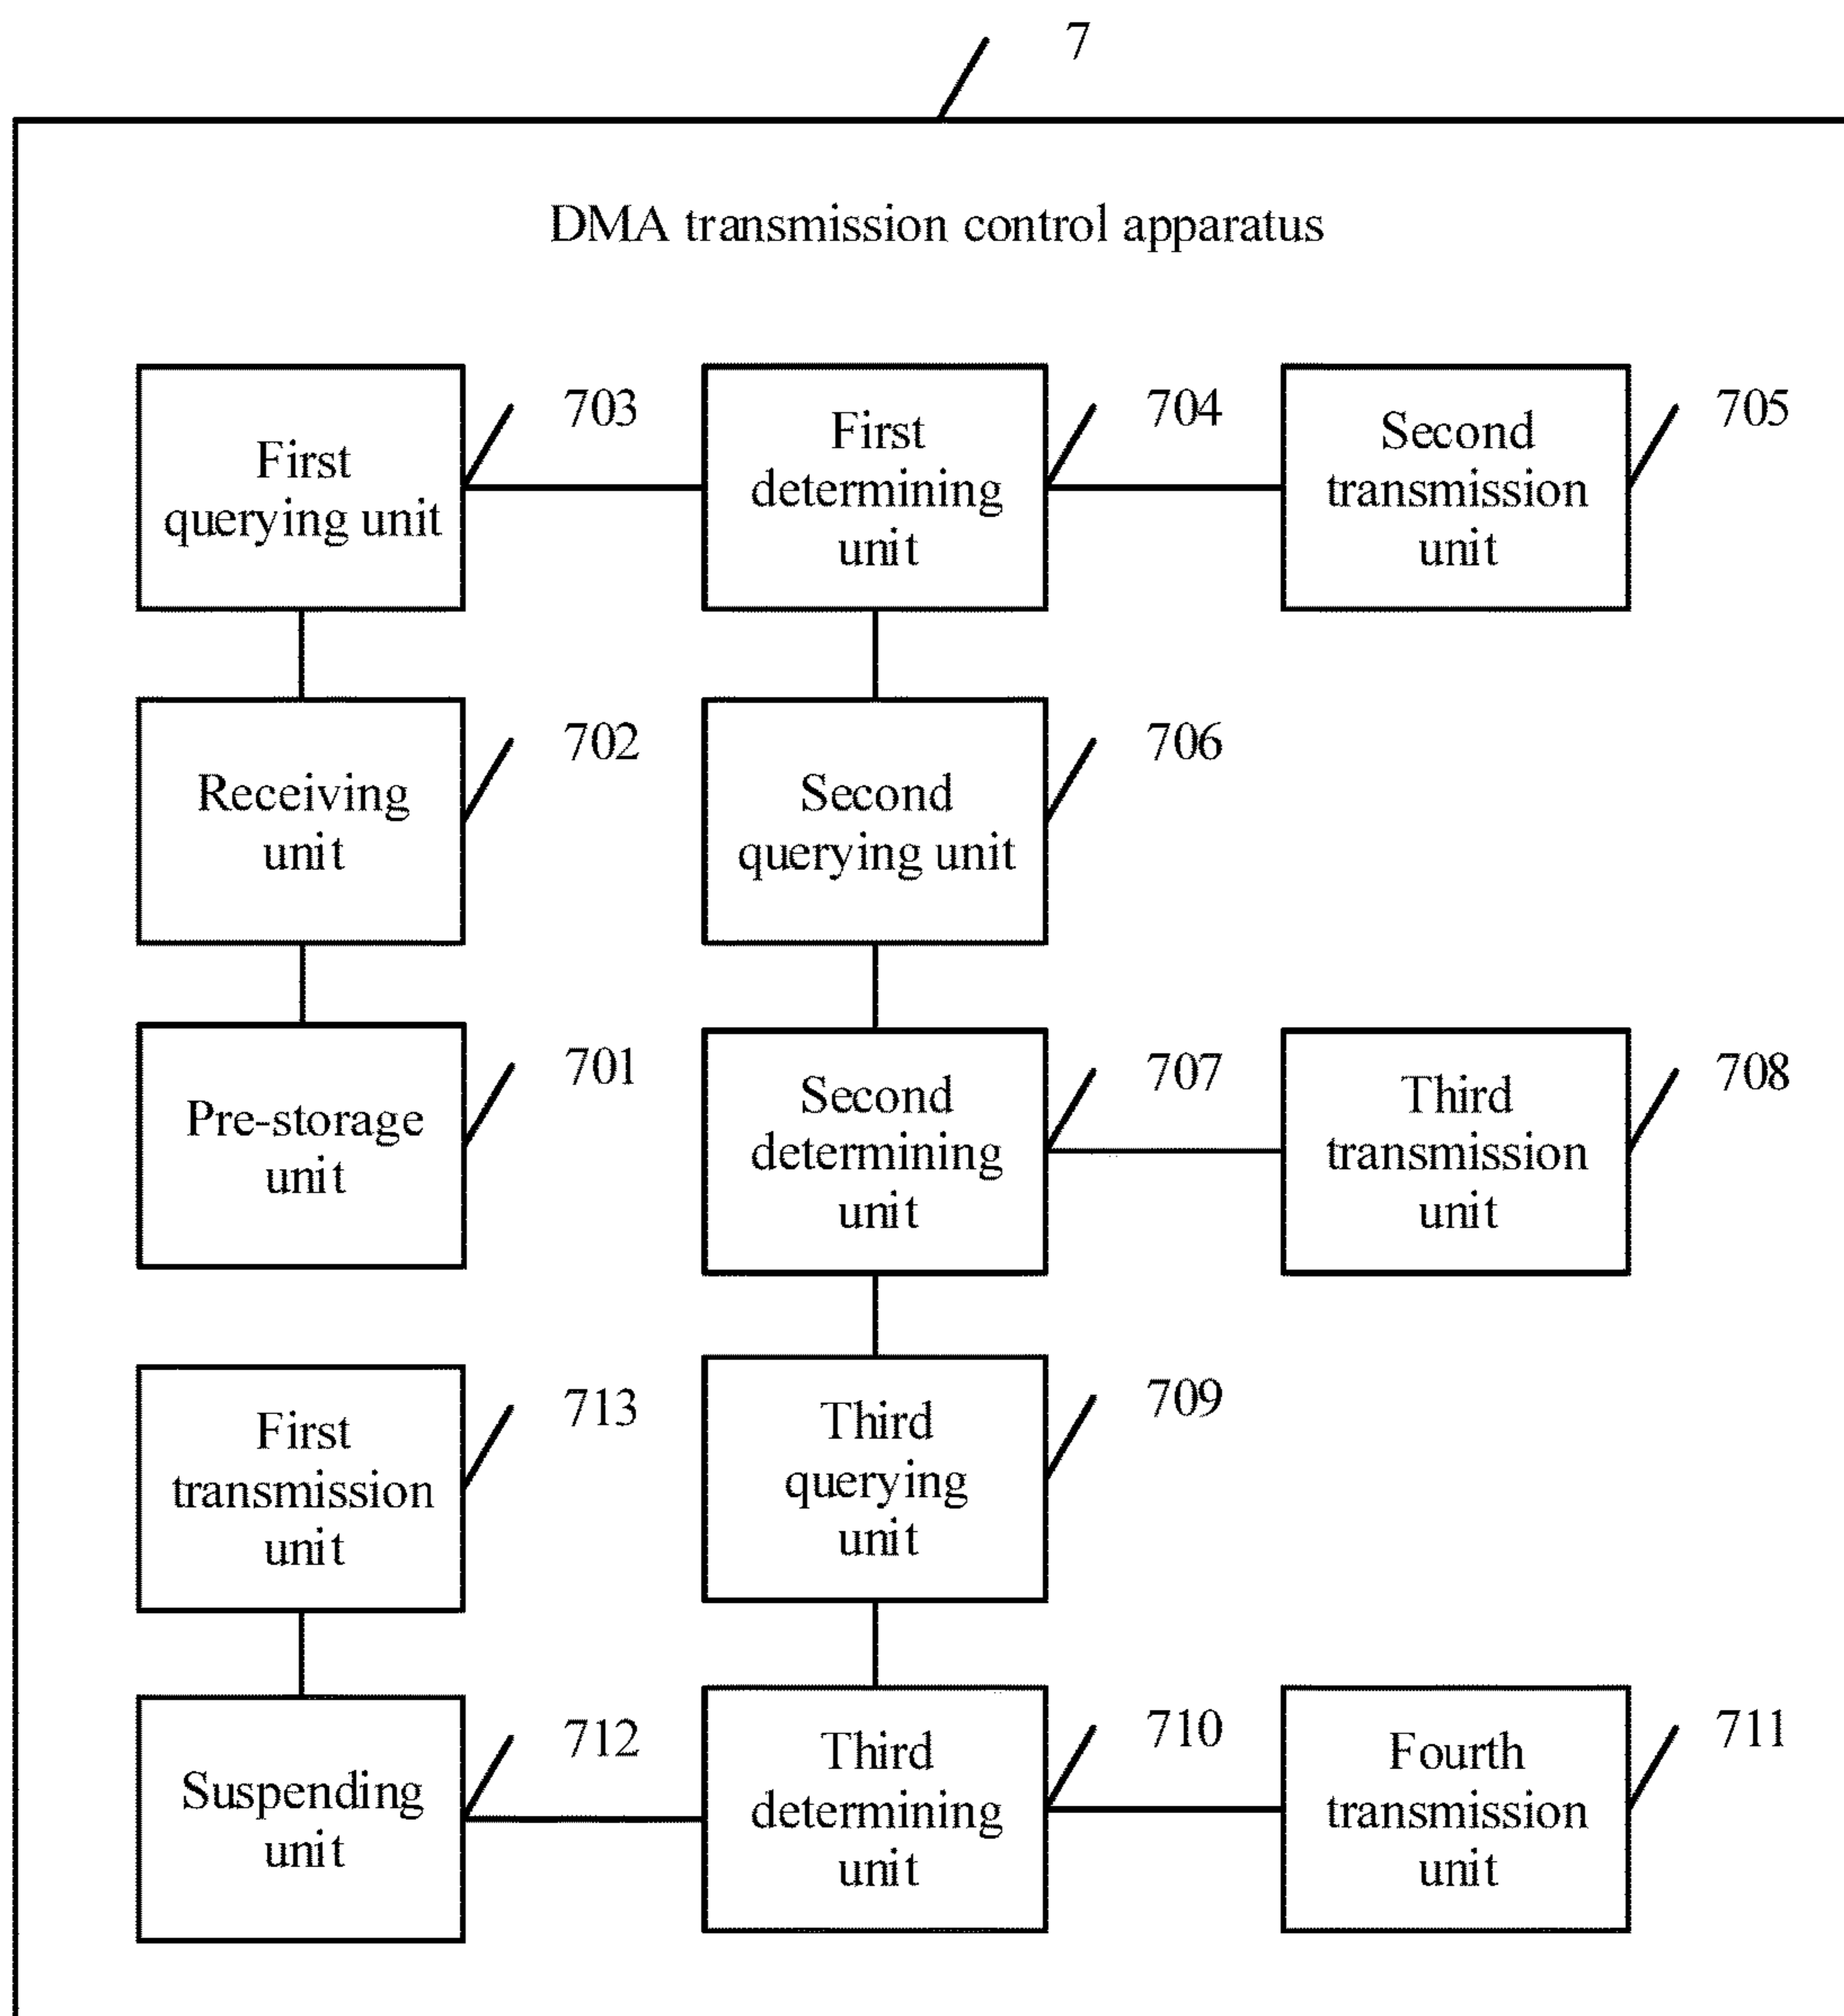 7
DMA transmission control apparatus
First
querying unit
703
First
determining
unit
704
Second
transmission
unit
705
Receiving
unit
702
Second
querying unit
706
Pre-storage
unit
701
Second
determining
unit
707
Third
transmission
unit
708
First
transmission
unit
713
Third
querying
unit
709
Suspending
unit
712
Third
determining
unit
710
Fourth
transmission
unit
711